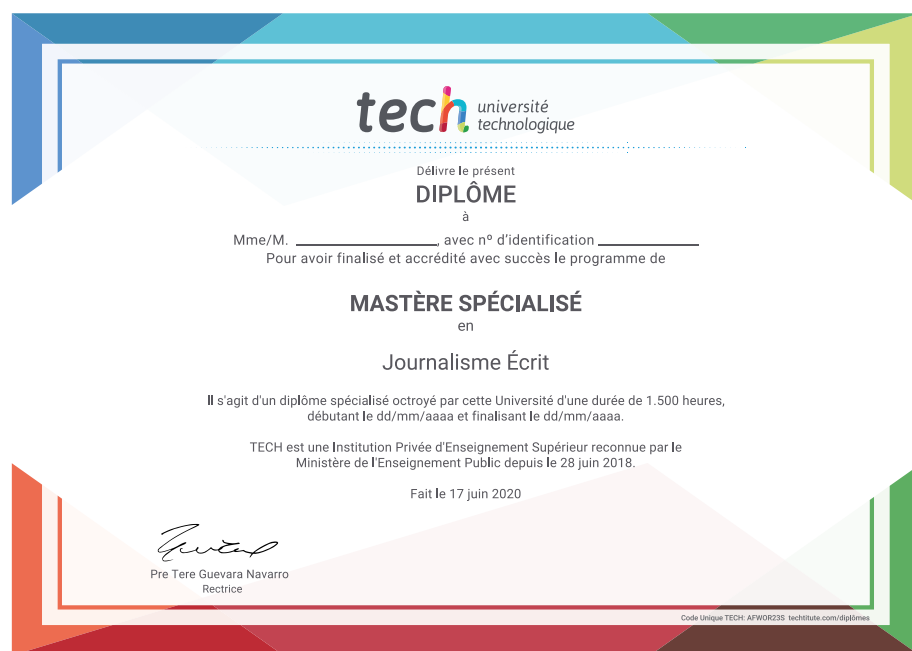 tech université
technologique
Délivre le présent
DIPLÔME
à
Mme/M. ____________________, avec nº d'identification ______________
Pour avoir finalisé et accrédité avec succès le programme de
MASTÈRE SPÉCIALISÉ
en
Journalisme Écrit
Il s'agit d'un diplôme spécialisé octroyé par cette Université d'une durée de 1.500 heures,
débutant le dd/mm/aaaa et finalisant le dd/mm/aaaa.
TECH est une Institution Privée d'Enseignement Supérieur reconnue par le
Ministère de l'Enseignement Public depuis le 28 juin 2018.
Fait le 17 juin 2020
Pre Tere Guevara Navarro
Rectrice
Code Unique TECH: AFWOR23S techtitute.com/diplômes